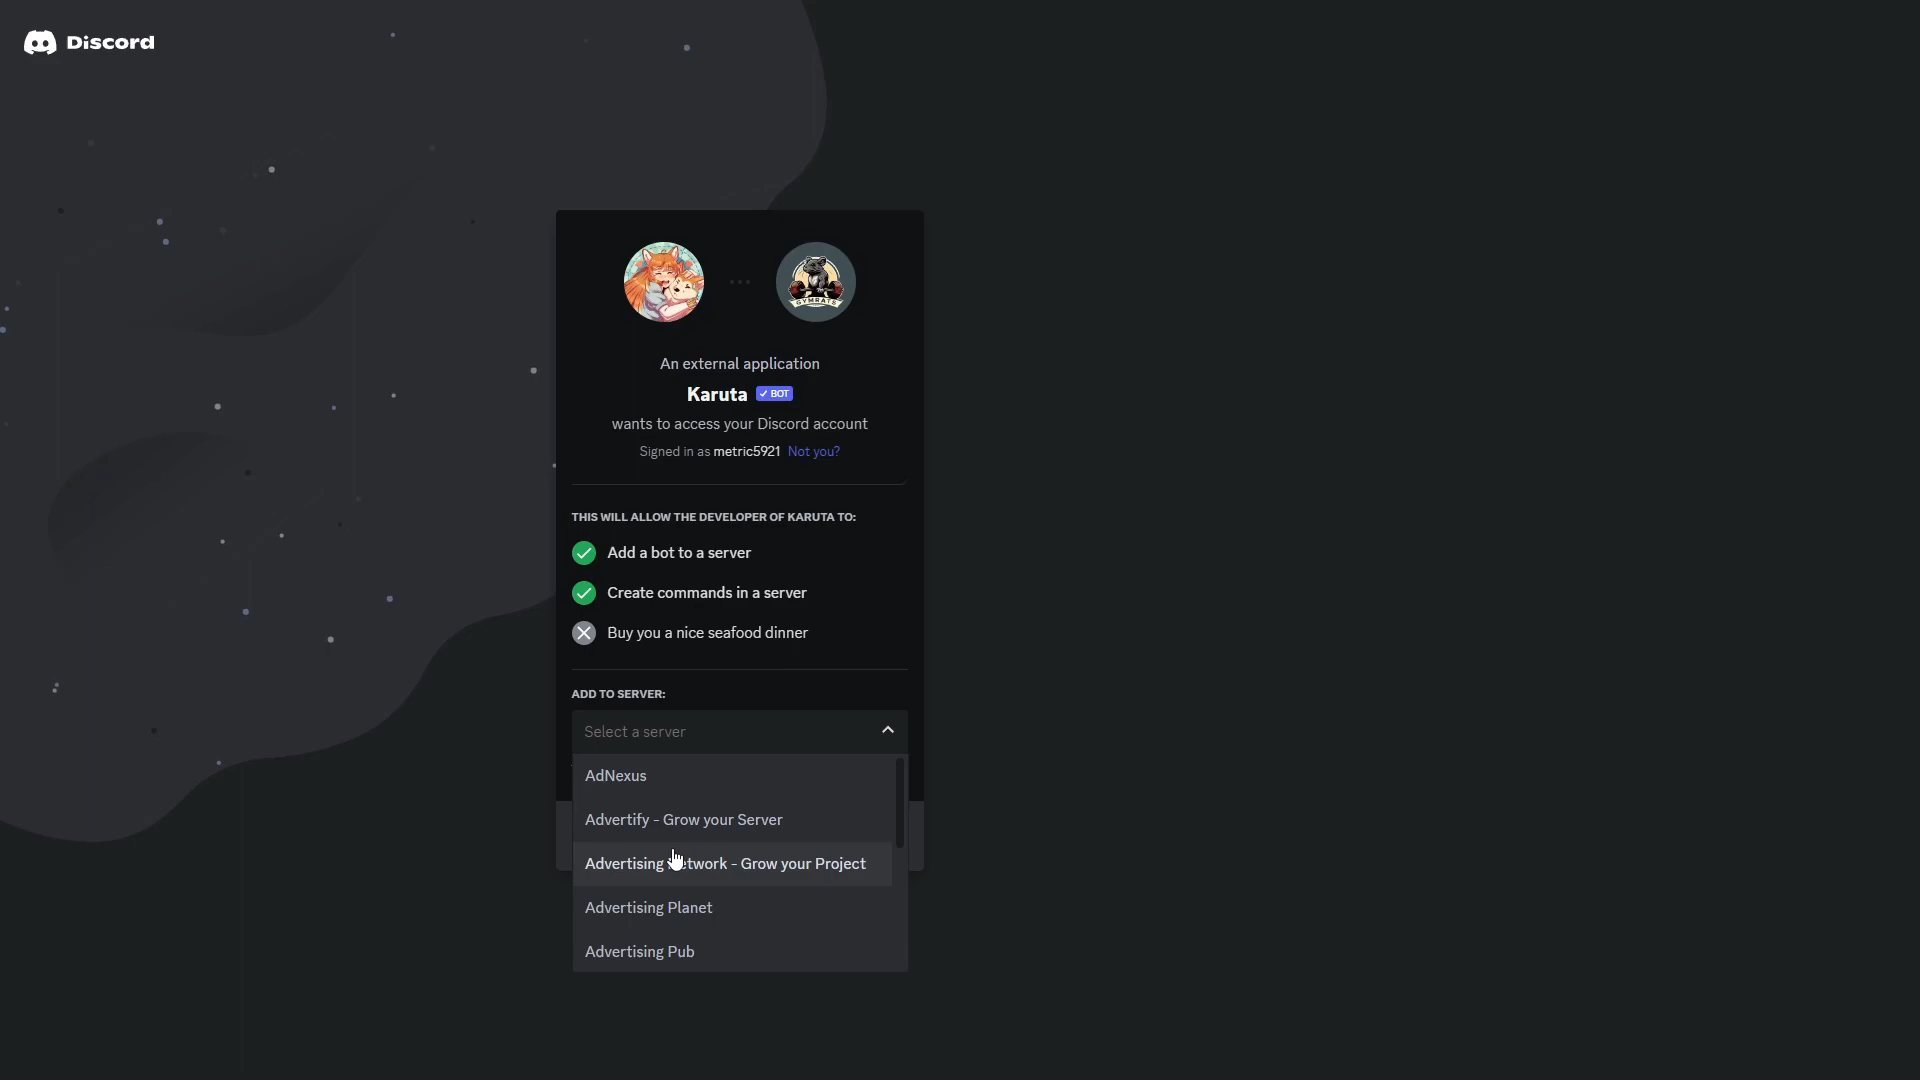 Discord
GYMRATS
An external application
Karuta ✓ BOT
wants to access your Discord account
Signed in as metric5921 Not you?
THIS WILL ALLOW THE DEVELOPER OF KARUTA TO:
Add a bot to a server
Create commands in a server
Buy you a nice seafood dinner
ADD TO SERVER:
Select a server
AdNexus
Advertify - Grow your Server
Advertising Network - Grow your Project
Advertising Planet
Advertising Pub